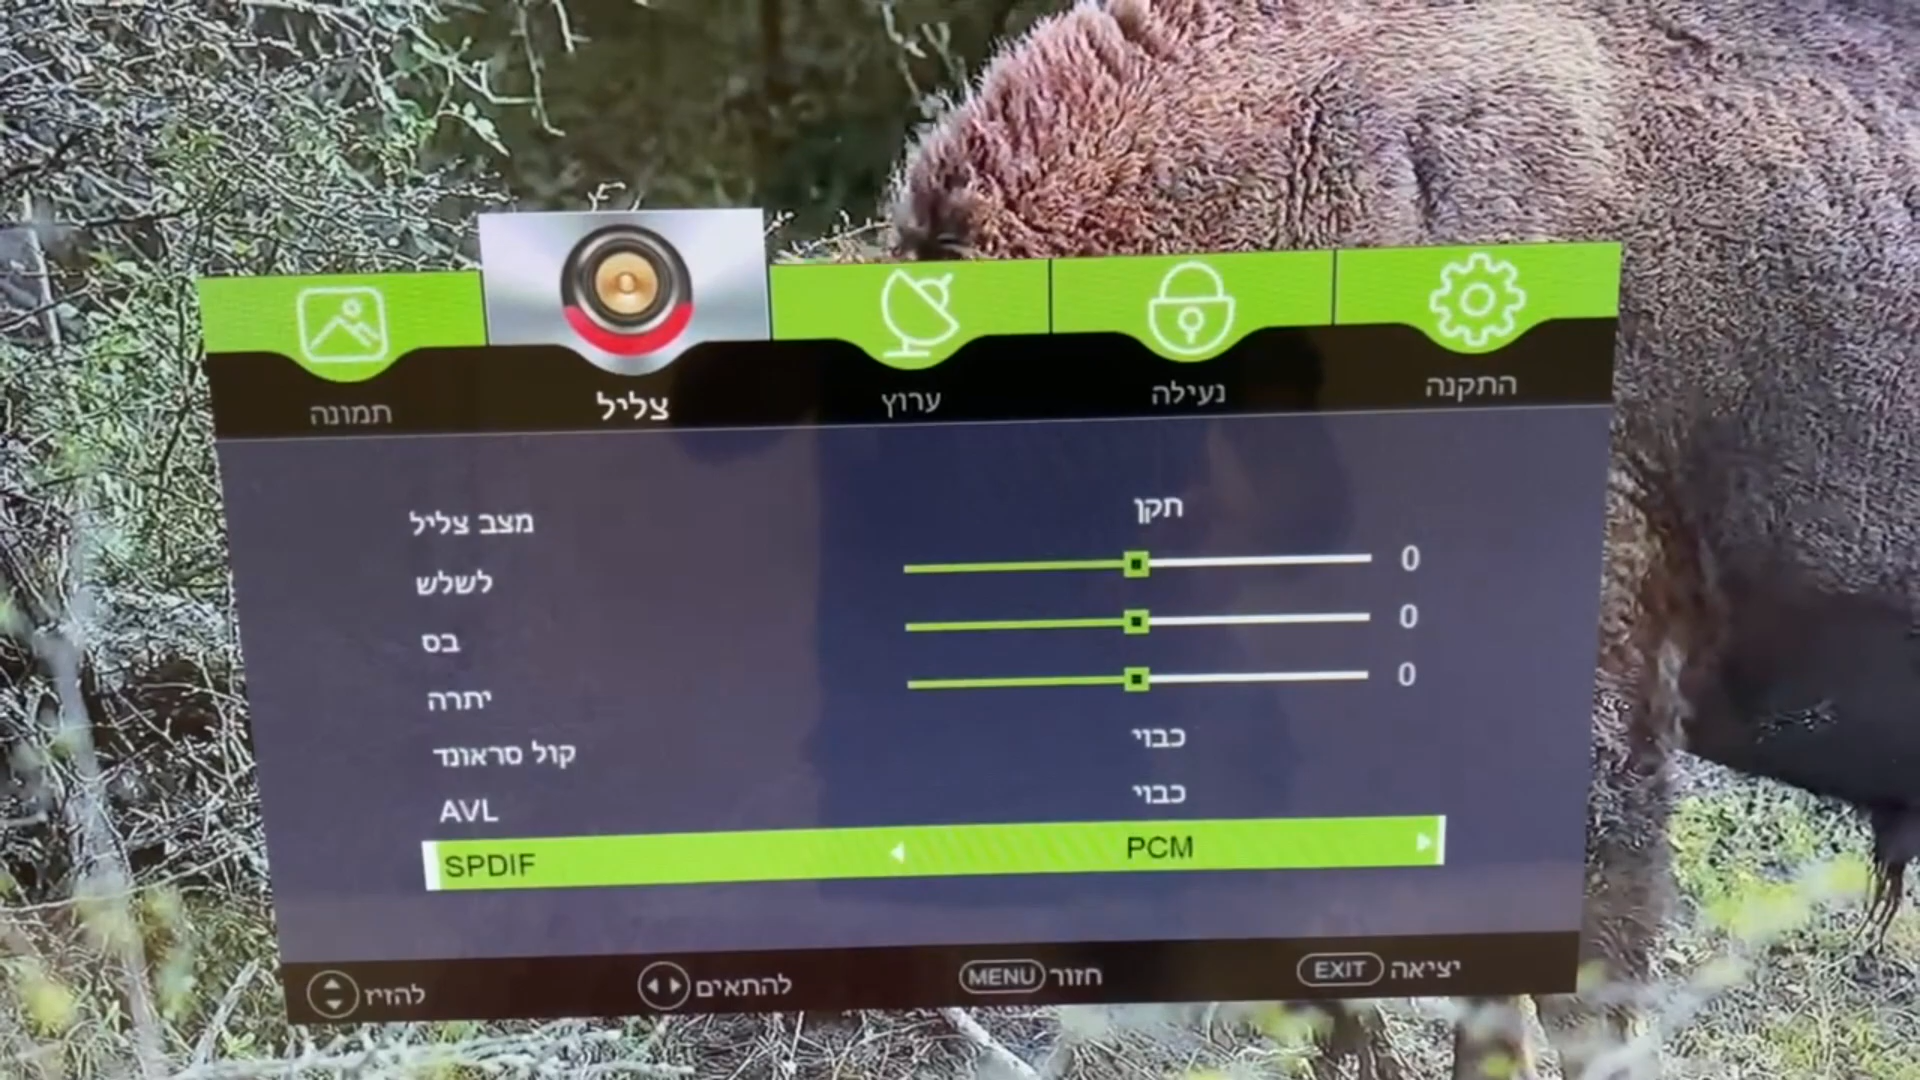 תמונה
צליל
ערוץ
נעילה
התקנה
מצב צליל תקן
לשלש 0
בס 0
יתרה 0
קול סראונד כבוי
AVL כבוי
SPDIF PCM
להזיז
להתאים
MENU חזור
EXIT יציאה